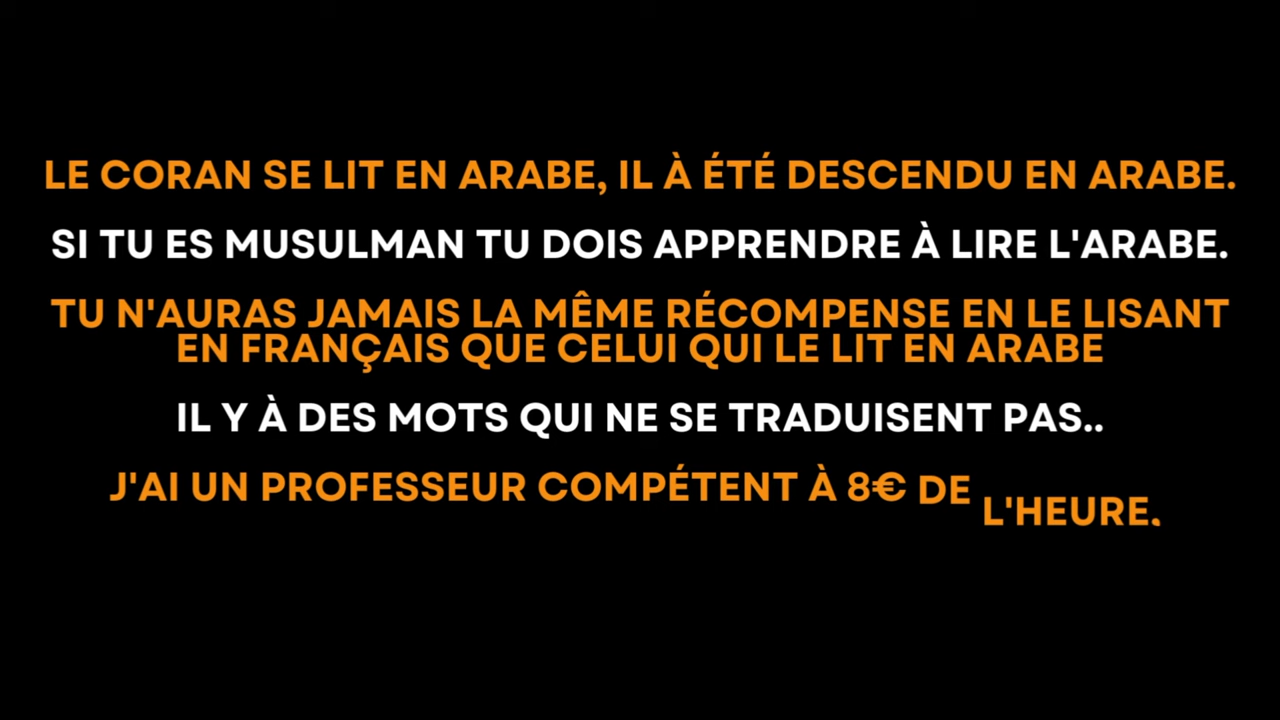 LE CORAN SE LIT EN ARABE, IL À ÉTÉ DESCENDU EN ARABE.
SI TU ES MUSULMAN TU DOIS APPRENDRE À LIRE L'ARABE.
TU N'AURAS JAMAIS LA MÊME RÉCOMPENSE EN LE LISANT
EN FRANÇAIS QUE CELUI QUI LE LIT EN ARABE
IL Y À DES MOTS QUI NE SE TRADUISENT PAS..
J'AI UN PROFESSEUR COMPÉTENT À 8€ DE L'HEURE.